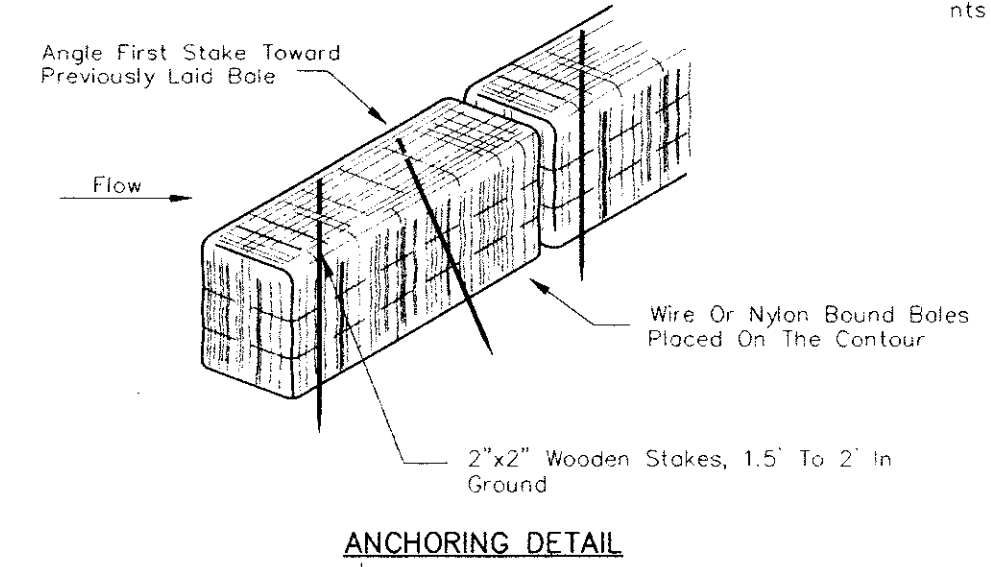 nts
Angle First Stake Toward
Previously Laid Bale
Flow
Wire Or Nylon Bound Bales
Placed On The Contour
2"x2" Wooden Stakes, 1.5' To 2' In
Ground
ANCHORING DETAIL